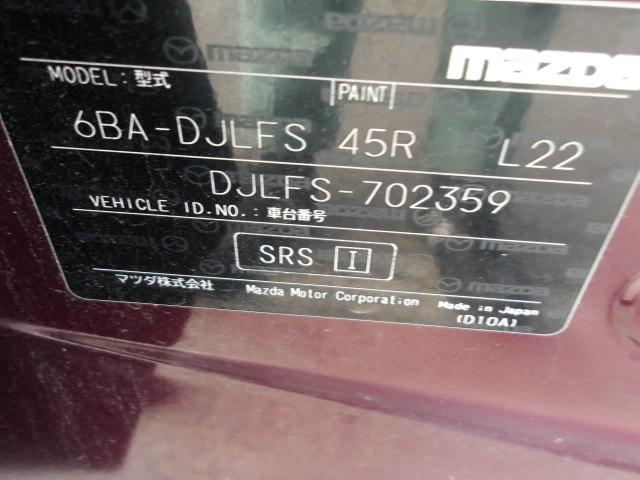 mazda
MODEL : 型式
PAINT
6BA-DJLFS 45R L22
DJLFS-702359
VEHICLE ID.NO. : 車台番号
SRS I
マツダ株式会社 Mazda Motor Corporation Made in Japan
(D10A)